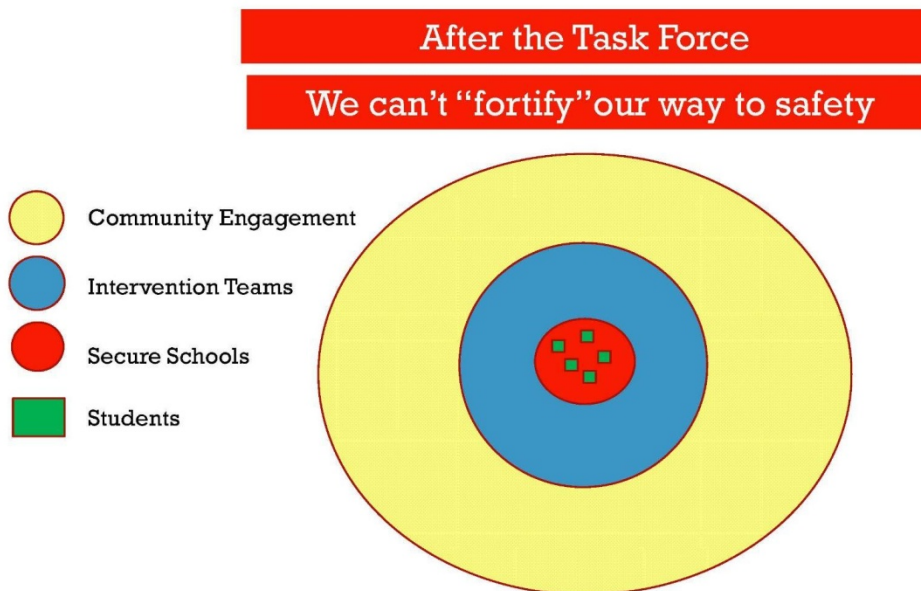 After the Task Force
We can't “fortify”our way to safety
Community Engagement
Intervention Teams
Secure Schools
Students